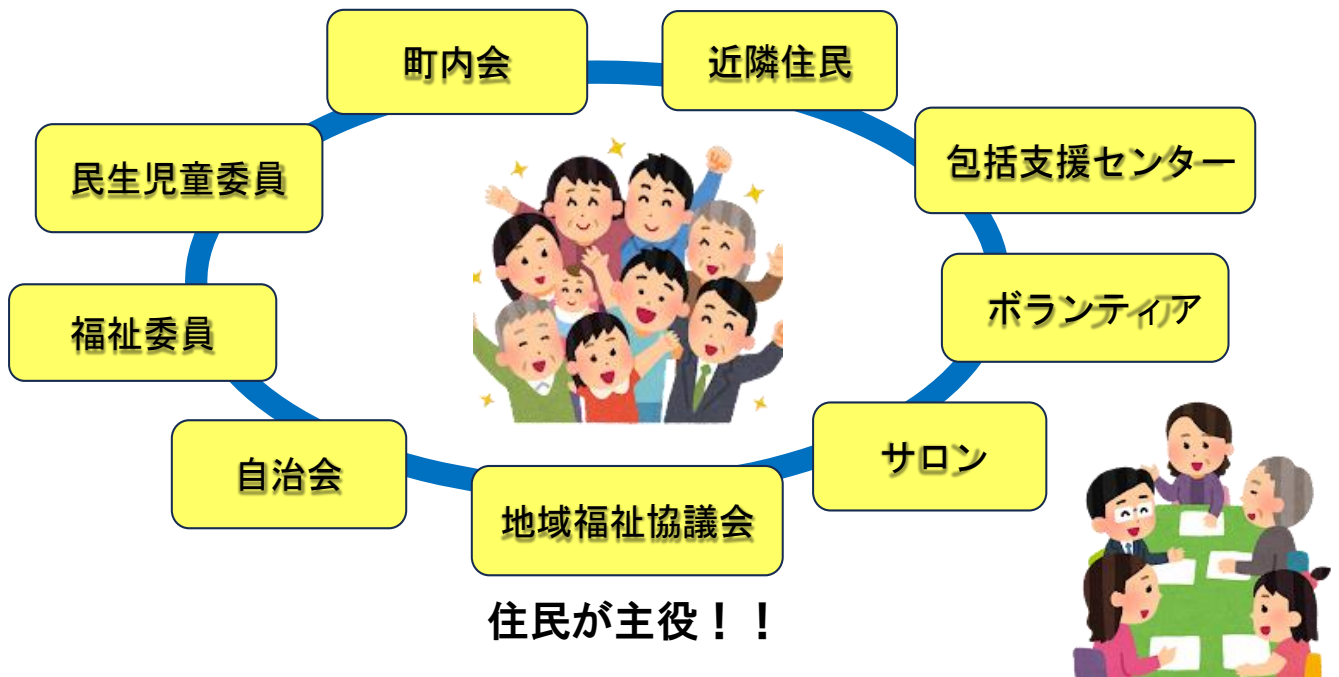 町内会
近隣住民
民生児童委員
包括支援センター
福祉委員
ボランティア
自治会
サロン
地域福祉協議会
住民が主役！！